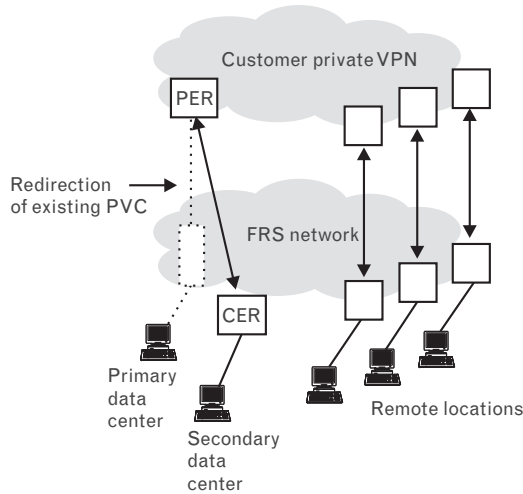 Customer private VPN
PER
Redirection
of existing PVC
FRS network
CER
Primary
data
center
Secondary
data
center
Remote locations